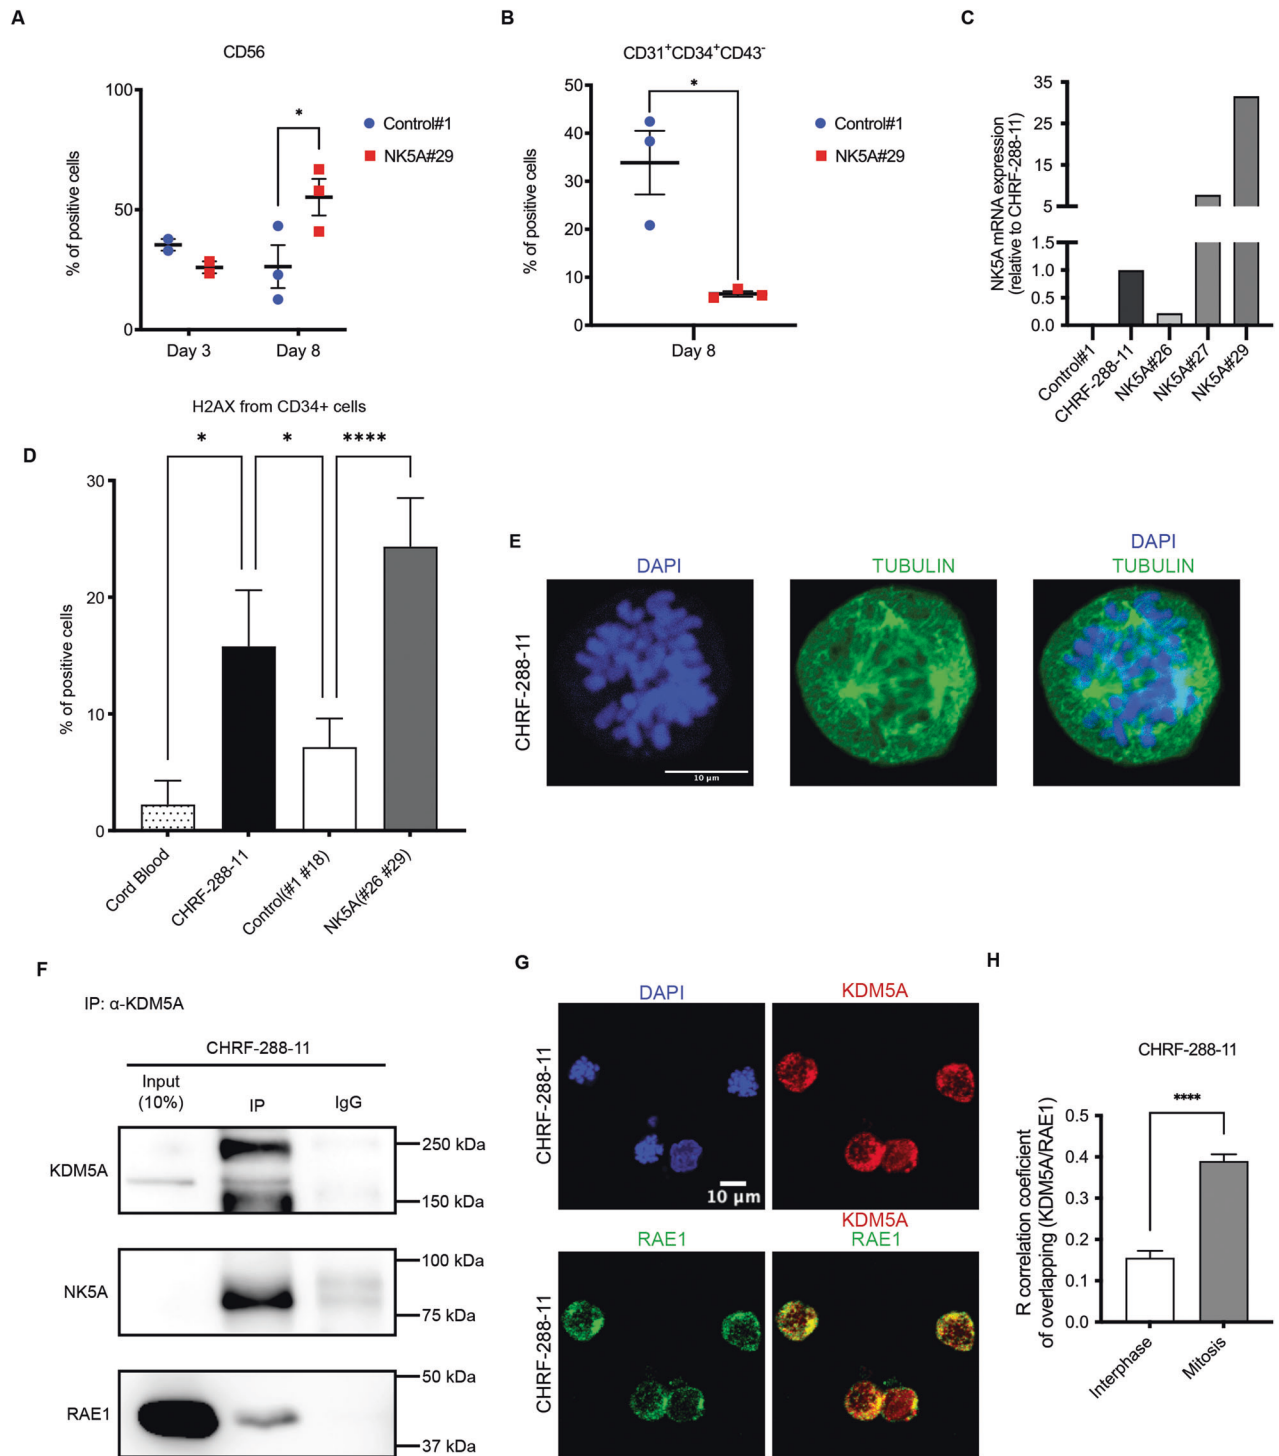 A
CD56
% of positive cells
100
50
0
*
Day 3
Day 8
Control#1
NK5A#29
B
CD31+CD34+CD43-
% of positive cells
50
40
30
20
10
0
*
Day 8
Control#1
NK5A#29
C
NK5A mRNA expression
(relative to CHRF-288-11)
35
25
15
5
1.5
1.0
0.5
0.0
Control#1
CHRF-288-11
NK5A#26
NK5A#27
NK5A#29
D
H2AX from CD34+ cells
* * ****
% of positive cells
30
20
10
0
Cord Blood
CHRF-288-11
Control(#1 #18)
NK5A(#26 #29)
E
DAPI
TUBULIN
DAPI
TUBULIN
CHRF-288-11
10 µm
F
IP: α-KDM5A
CHRF-288-11
Input
(10%)
IP
IgG
KDM5A
250 kDa
150 kDa
NK5A
100 kDa
75 kDa
RAE1
50 kDa
37 kDa
G
DAPI
KDM5A
CHRF-288-11
10 µm
RAE1
KDM5A
RAE1
CHRF-288-11
H
CHRF-288-11
R correlation coeficient
of overlapping (KDM5A/RAE1)
****
0.5
0.4
0.3
0.2
0.1
0.0
Interphase
Mitosis